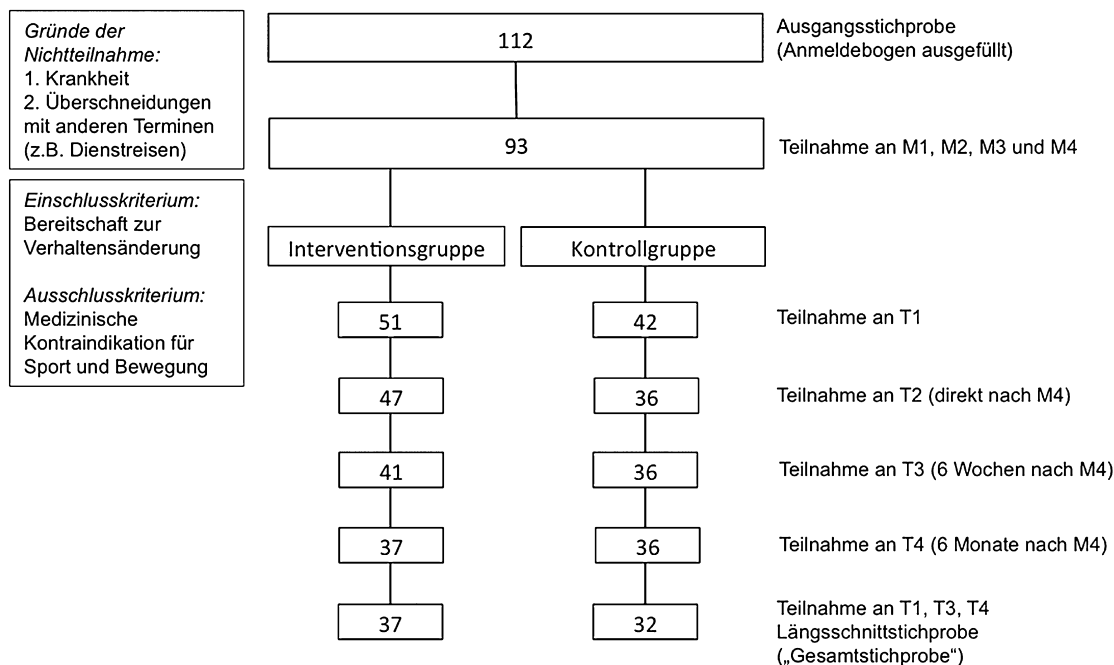 Gründe der
Nichtteilnahme:
1. Krankheit
2. Überschneidungen
mit anderen Terminen
(z.B. Dienstreisen)
Einschlusskriterium:
Bereitschaft zur
Verhaltensänderung
Ausschlusskriterium:
Medizinische
Kontraindikation für
Sport und Bewegung
112
Ausgangsstichprobe
(Anmeldebogen ausgefüllt)
93
Teilnahme an M1, M2, M3 und M4
Interventionsgruppe
Kontrollgruppe
51
42
Teilnahme an T1
47
36
Teilnahme an T2 (direkt nach M4)
41
36
Teilnahme an T3 (6 Wochen nach M4)
37
36
Teilnahme an T4 (6 Monate nach M4)
37
32
Teilnahme an T1, T3, T4
Längsschnittstichprobe
(„Gesamtstichprobe“)